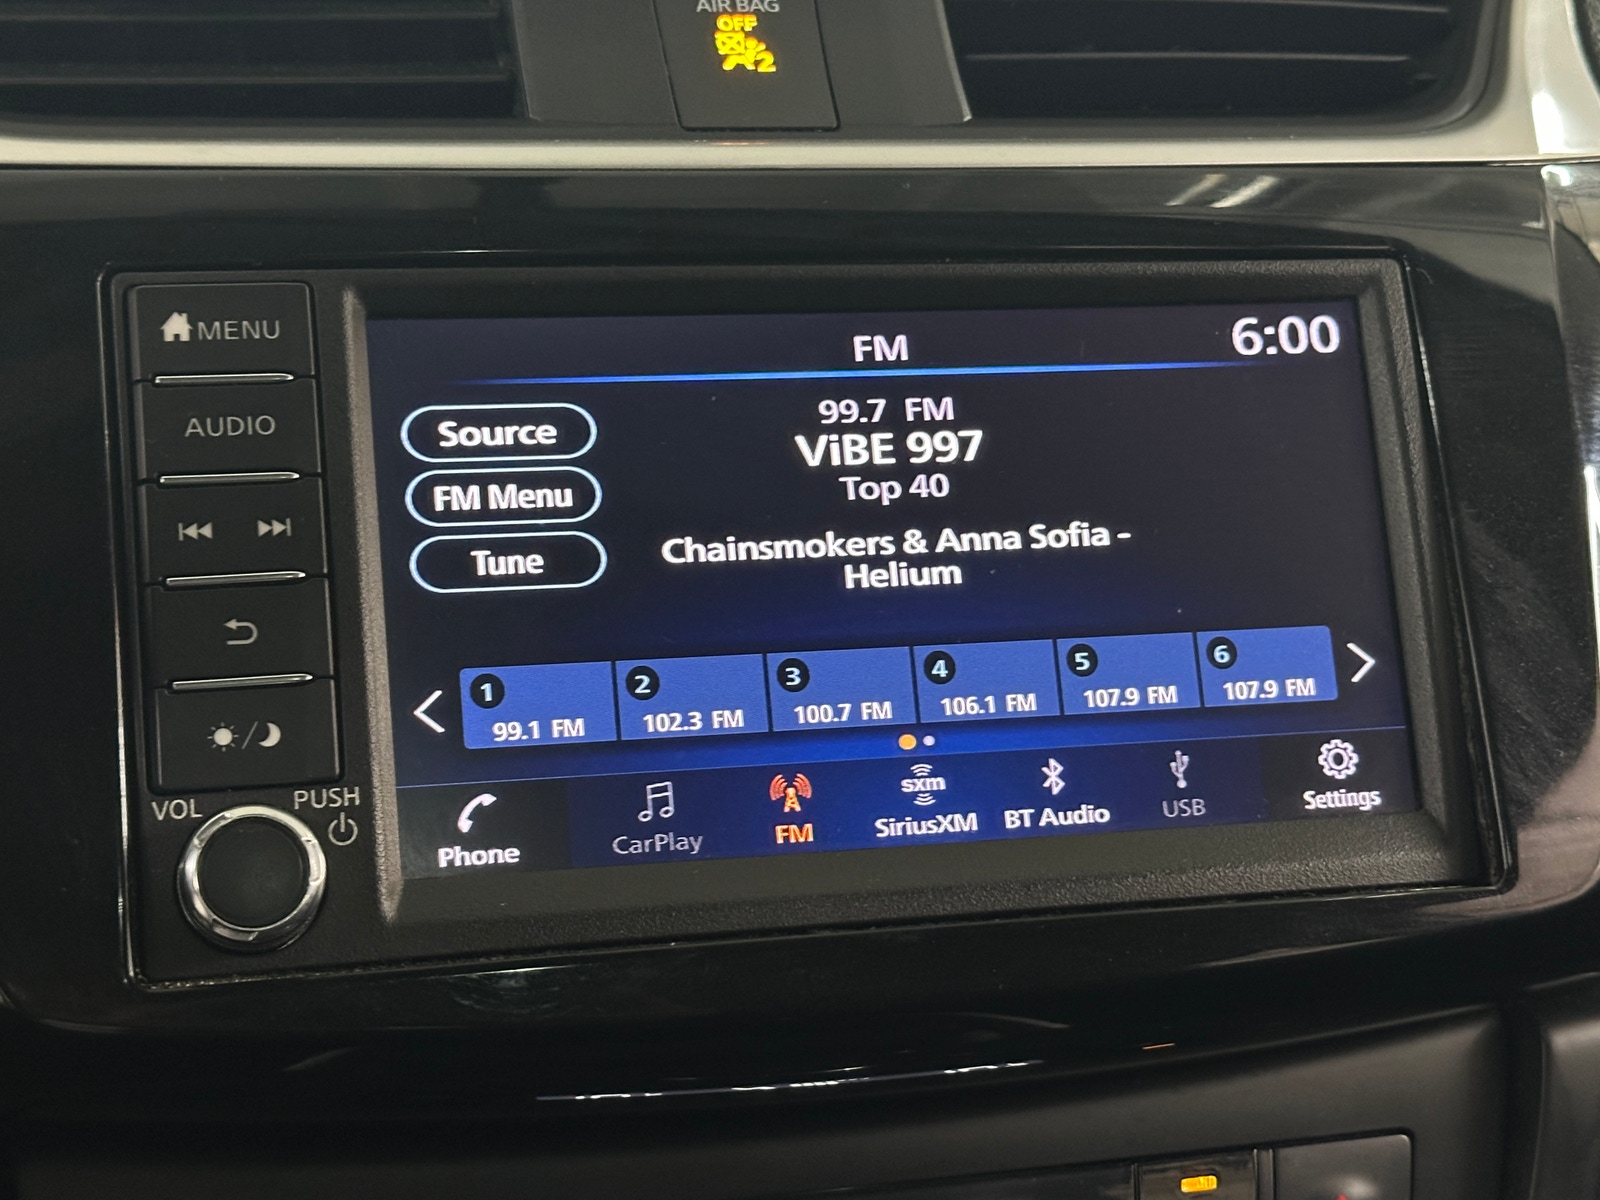 AIR BAG
OFF
2
MENU
AUDIO
VOL
PUSH
FM
6:00
Source
FM Menu
Tune
99.7 FM
ViBE 997
Top 40
Chainsmokers & Anna Sofia -
Helium
1 2 3 4 5 6
99.1 FM 102.3 FM 100.7 FM 106.1 FM 107.9 FM 107.9 FM
sxm
Phone CarPlay FM SiriusXM BT Audio USB Settings